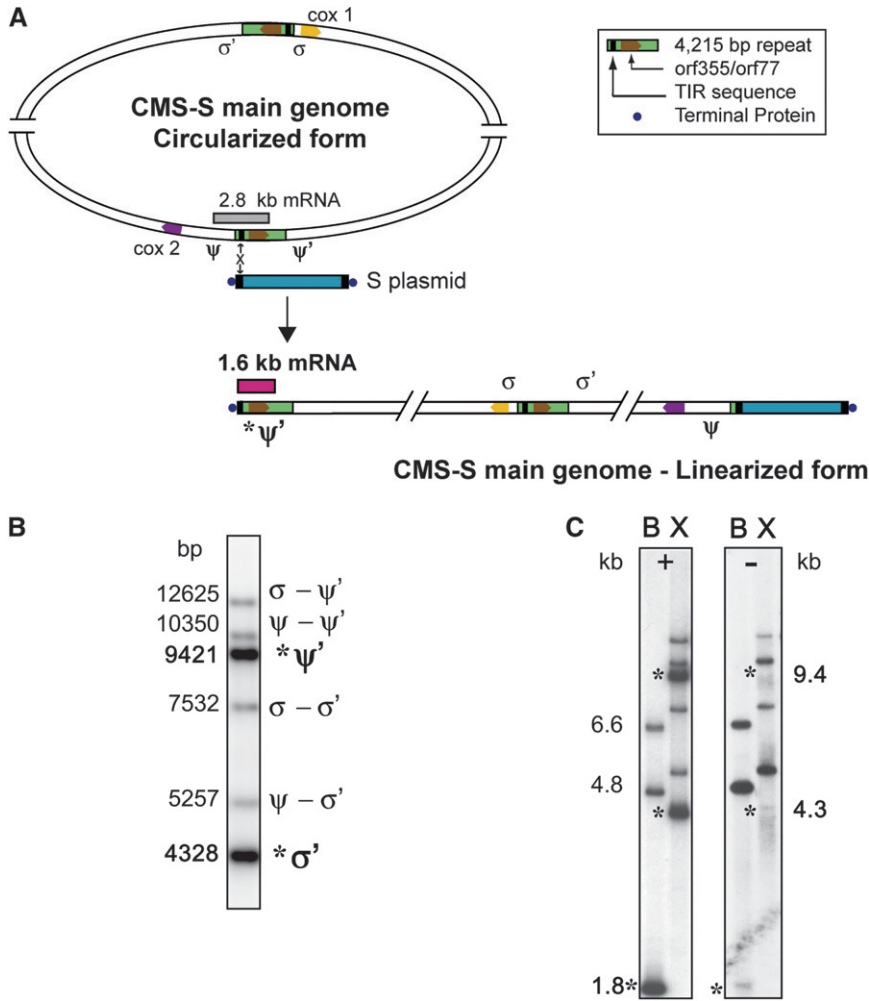 A
cox 1
σ’
σ
CMS-S main genome
Circularized form
2.8 kb mRNA
cox 2
ψ
ψ’
x
S plasmid
4,215 bp repeat
orf355/orf77
TIR sequence
Terminal Protein
1.6 kb mRNA
σ
σ’
*ψ’
ψ
CMS-S main genome - Linearized form
B
bp
12625 σ – ψ’
10350 ψ – ψ’
9421 *ψ’
7532 σ – σ’
5257 ψ – σ’
4328 *σ’
C
B X B X
kb + - kb
* * 9.4
6.6
4.8
* * 4.3
1.8* *